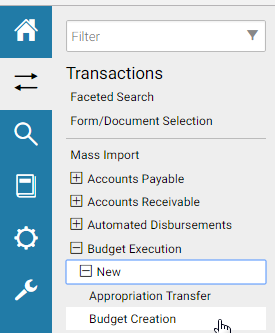 Filter
Transactions
Faceted Search
Form/Document Selection
Mass Import
Accounts Payable
Accounts Receivable
Automated Disbursements
Budget Execution
New
Appropriation Transfer
Budget Creation